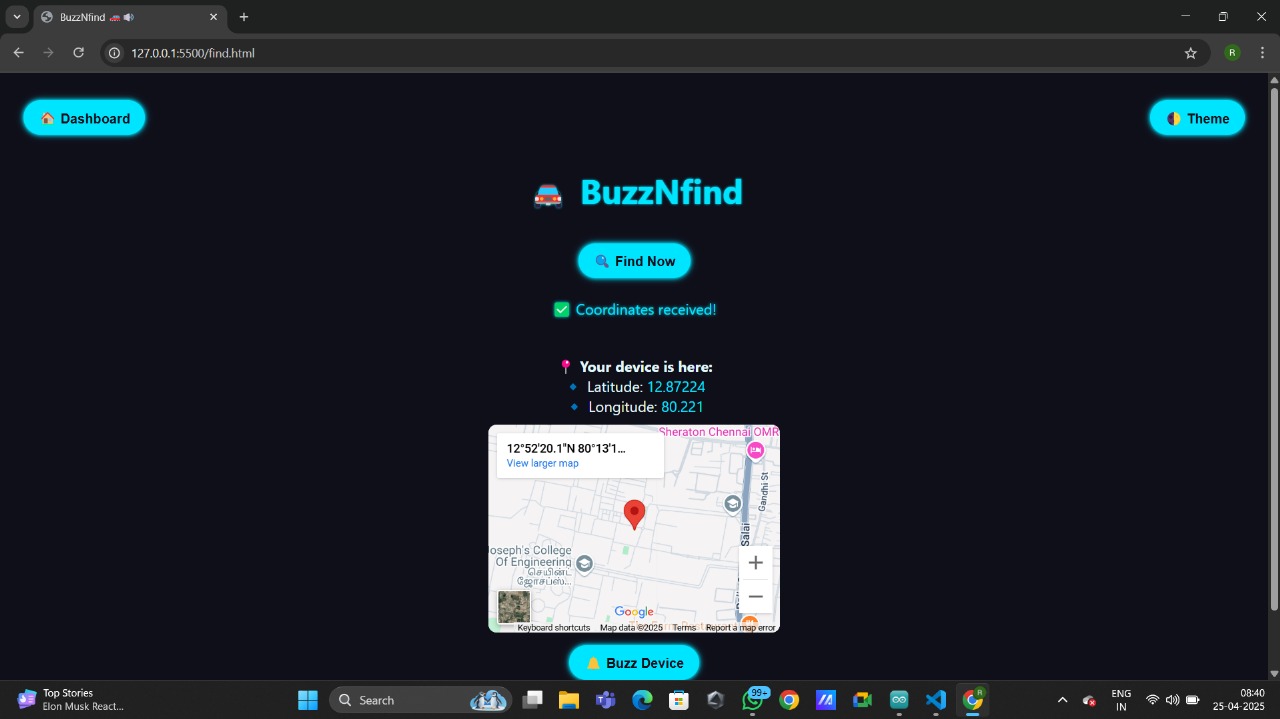 BuzzNfind
127.0.0.1:5500/find.html
R
Dashboard
Theme
BuzzNfind
Find Now
Coordinates received!
Your device is here:
Latitude: 12.87224
Longitude: 80.221
Sheraton Chennai OMR
12°52'20.1"N 80°13'1...
View larger map
Gandhi St
Salai
Joseph's College
Of Engineering
செயின்ட்
ஜோசப்ஸ்...
Google
Keyboard shortcuts Map data ©2025 Terms Report a map error
Buzz Device
Top Stories
Elon Musk React...
Search
99+
R
ENG
IN
08:40
25-04-2025